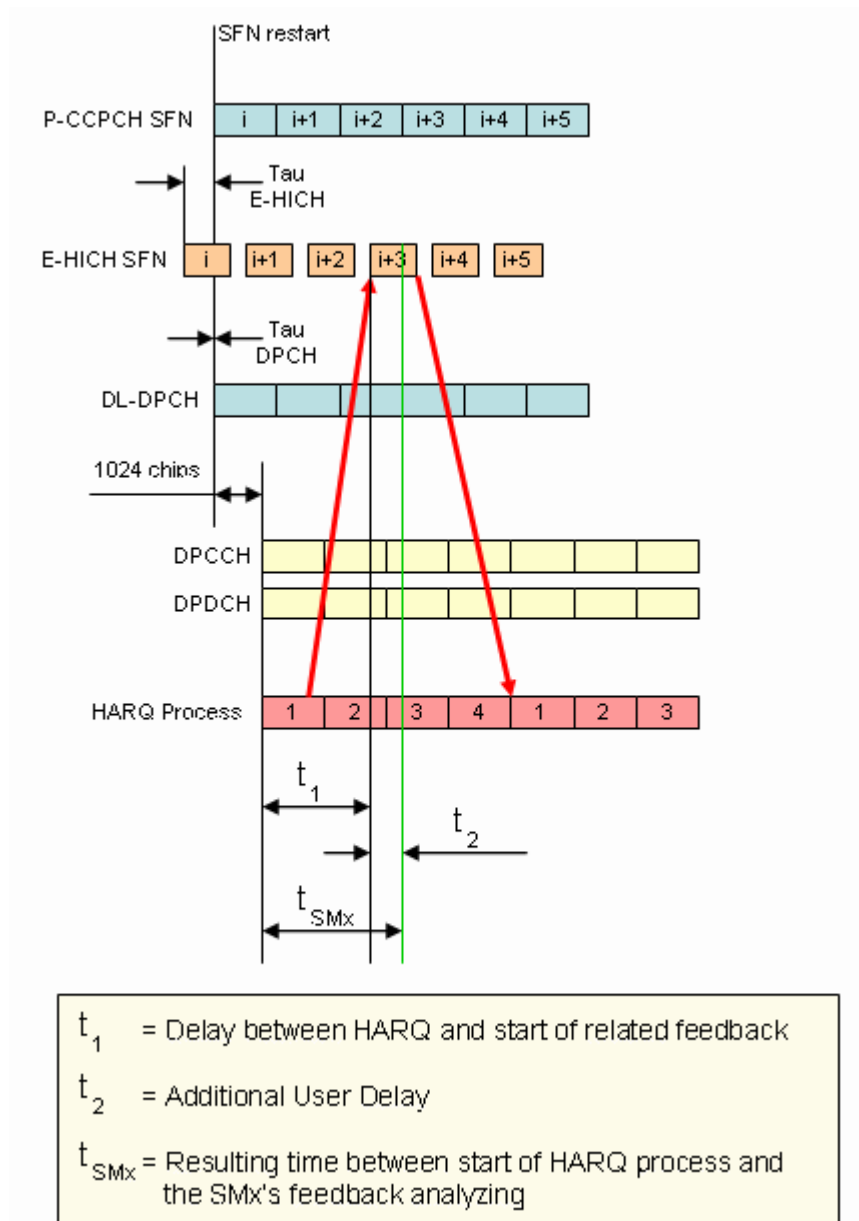 SFN restart
P-CCPCH SFN
i i+1 i+2 i+3 i+4 i+5
Tau
E-HICH
E-HICH SFN
i i+1 i+2 i+3 i+4 i+5
Tau
DPCH
DL-DPCH
1024 chips
DPCCH
DPDCH
HARQ Process
1 2 3 4 1 2 3
t1
t2
tSMx
t1 = Delay between HARQ and start of related feedback
t2 = Additional User Delay
tSMx = Resulting time between start of HARQ process and
the SMx's feedback analyzing